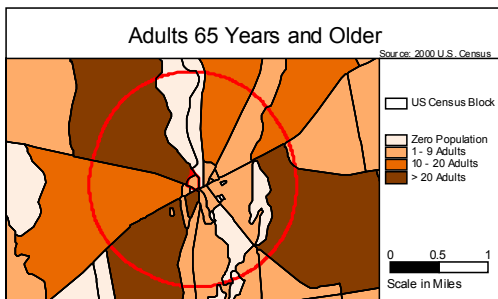 Adults 65 Years and Older
Source: 2000 U.S. Census
US Census Block
Zero Population
1 - 9 Adults
10 - 20 Adults
> 20 Adults
0 0.5 1
Scale in Miles